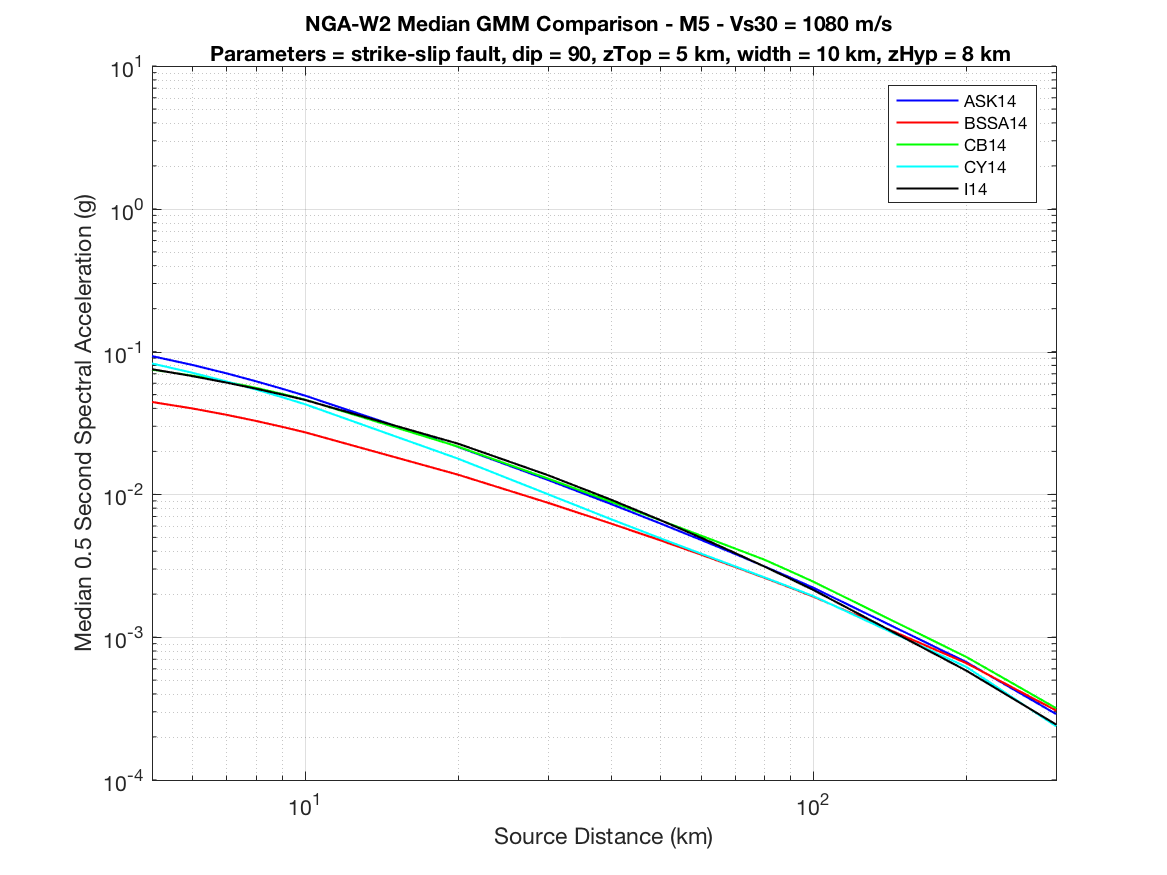 NGA-W2 Median GMM Comparison - M5 - Vs30 = 1080 m/s
Parameters = strike-slip fault, dip = 90, zTop = 5 km, width = 10 km, zHyp = 8 km
10^1
10^0
10^-1
10^-2
10^-3
10^-4
Median 0.5 Second Spectral Acceleration (g)
ASK14
BSSA14
CB14
CY14
I14
10^1
10^2
Source Distance (km)